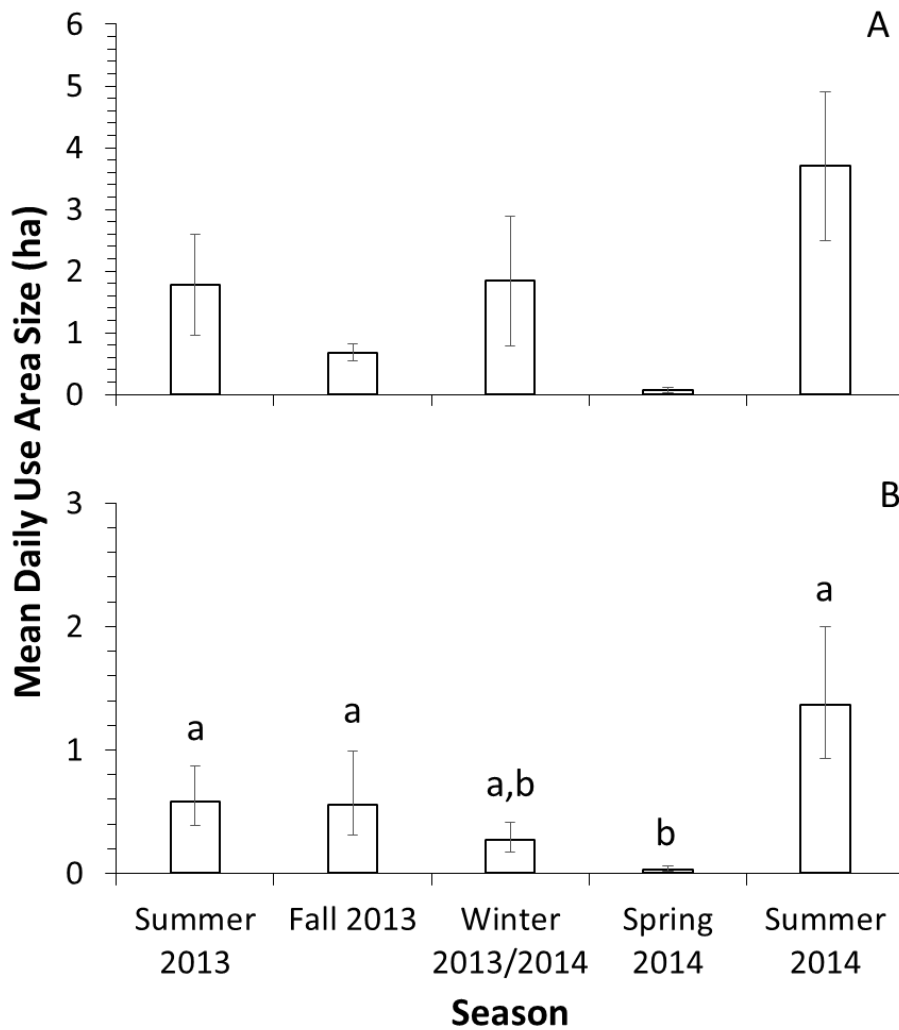 A
6
5
4
3
2
1
0
Mean Daily Use Area Size (ha)
B
3
2
1
0
a
a
a,b
b
a
Summer
2013
Fall 2013
Winter
2013/2014
Spring
2014
Summer
2014
Season